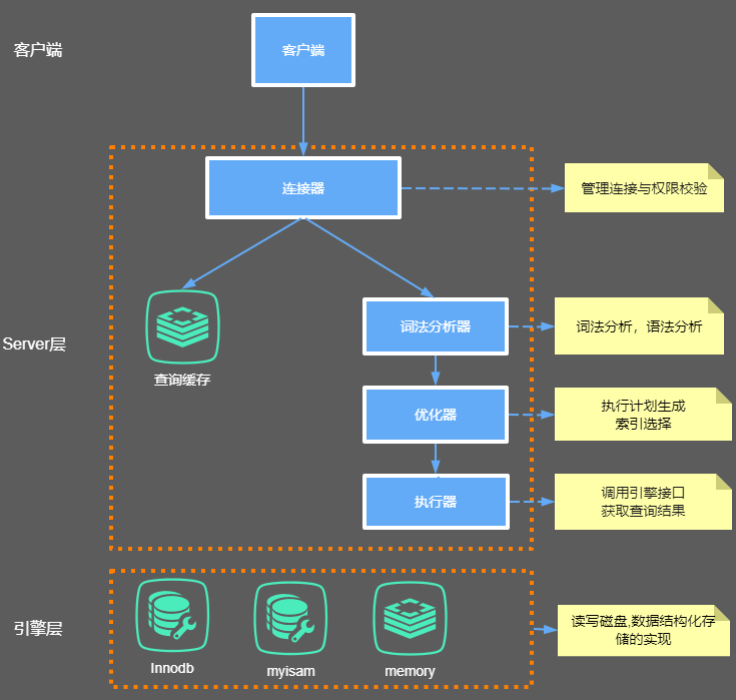 客户端
客户端
连接器
管理连接与权限校验
Server层
查询缓存
词法分析器
词法分析，语法分析
优化器
执行计划生成
索引选择
执行器
调用引擎接口
获取查询结果
引擎层
Innodb
myisam
memory
读写磁盘,数据结构化存
储的实现